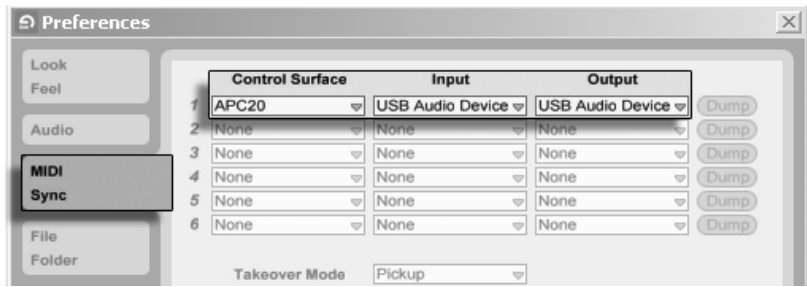 Preferences
Look
Feel
Audio
MIDI
Sync
File
Folder
Control Surface Input Output
1 APC20 USB Audio Device USB Audio Device Dump
2 None None None Dump
3 None None None Dump
4 None None None Dump
5 None None None Dump
6 None None None Dump
Takeover Mode Pickup